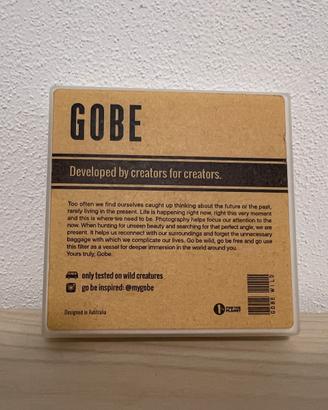 GOBE
Developed by creators for creators.
Too often we find ourselves caught up thinking about the future or the past,
rarely living in the present. Life is happening right now, right this very moment
and this is where we need to be. Photography helps focus our attention to the
now. When hunting for unseen beauty and searching for that perfect angle, we are
present. It helps us reconnect with our surroundings and forget the unnecessary
baggage with which we complicate our lives. Go be wild, go be free and go use
this filter as a vessel for deeper immersion in the world around you.
Yours truly, Gobe.
only tested on wild creatures
go be inspired: @mygobe
Designed in Australia
1% FOR THE
PLANET
GOBE WILD